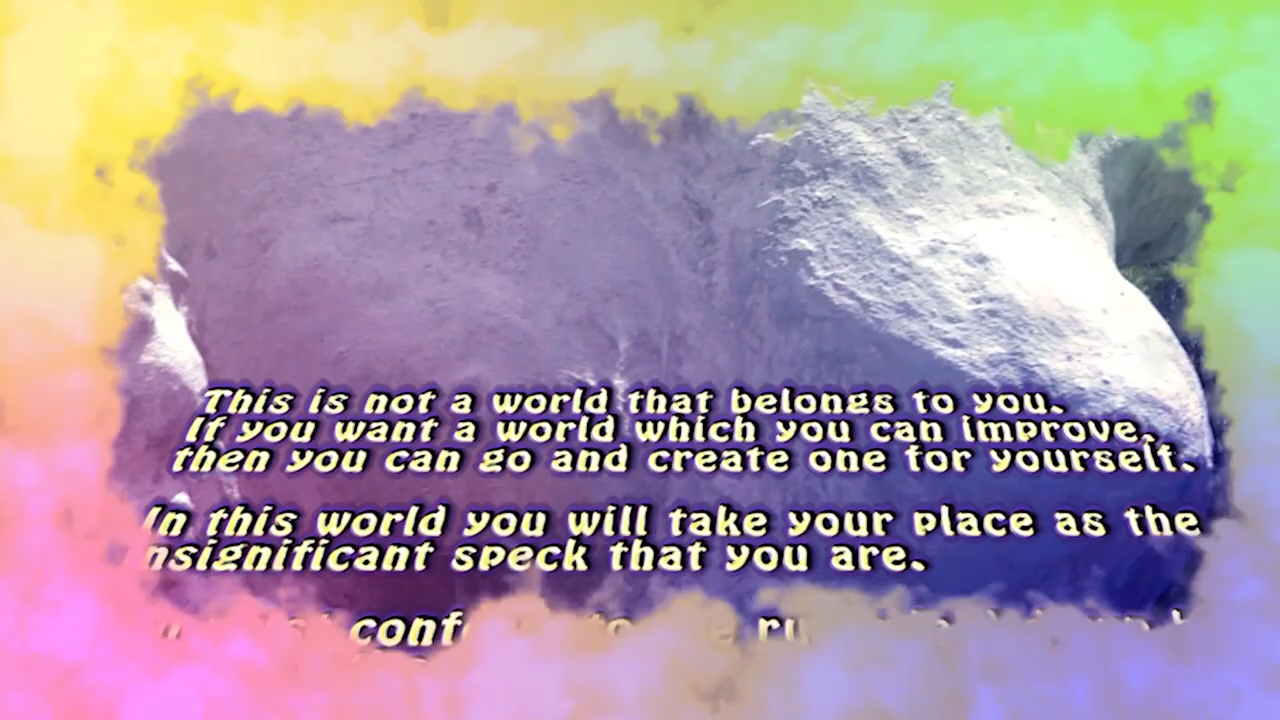 This is not a world that belongs to you.
If you want a world which you can improve,
then you can go and create one for yourself.
In this world you will take your place as the
nsignificant speck that you are.